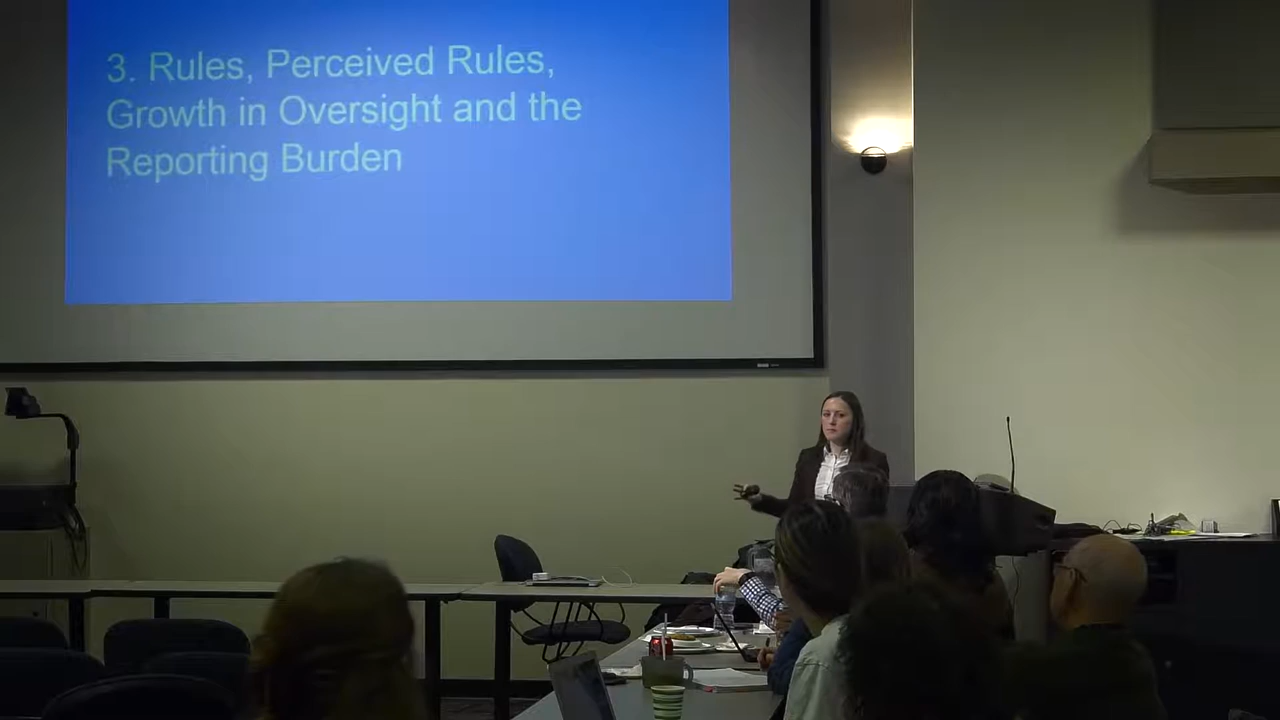 3. Rules, Perceived Rules,
Growth in Oversight and the
Reporting Burden